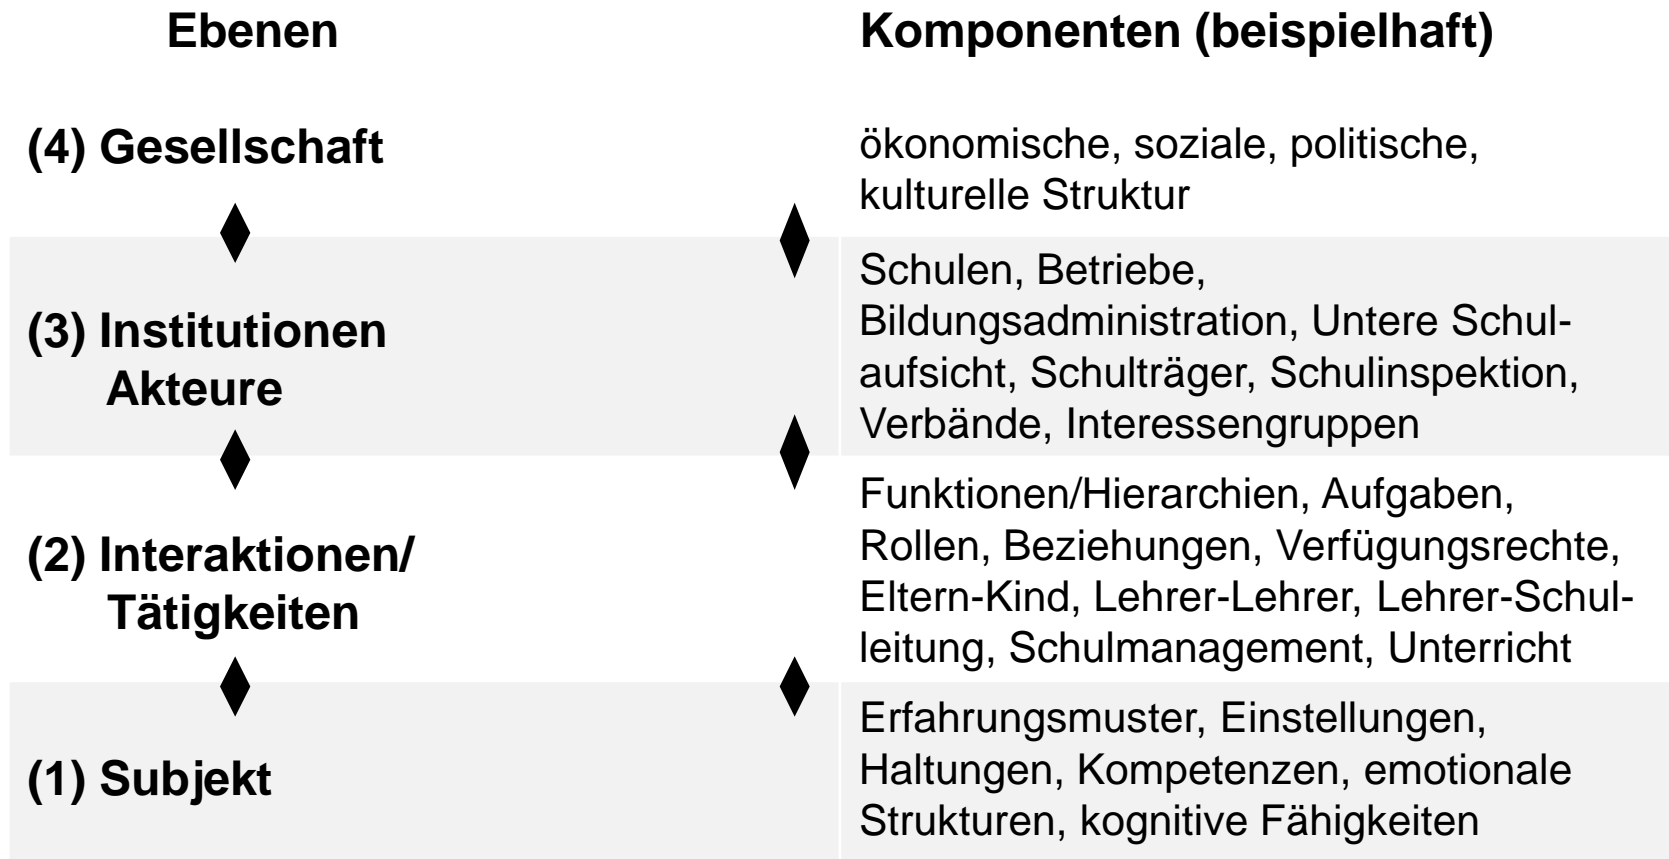 Ebenen
Komponenten (beispielhaft)
(4) Gesellschaft
ökonomische, soziale, politische,
kulturelle Struktur
(3) Institutionen
Akteure
Schulen, Betriebe,
Bildungsadministration, Untere Schul-
aufsicht, Schulträger, Schulinspektion,
Verbände, Interessengruppen
(2) Interaktionen/
Tätigkeiten
Funktionen/Hierarchien, Aufgaben,
Rollen, Beziehungen, Verfügungsrechte,
Eltern-Kind, Lehrer-Lehrer, Lehrer-Schul-
leitung, Schulmanagement, Unterricht
(1) Subjekt
Erfahrungsmuster, Einstellungen,
Haltungen, Kompetenzen, emotionale
Strukturen, kognitive Fähigkeiten